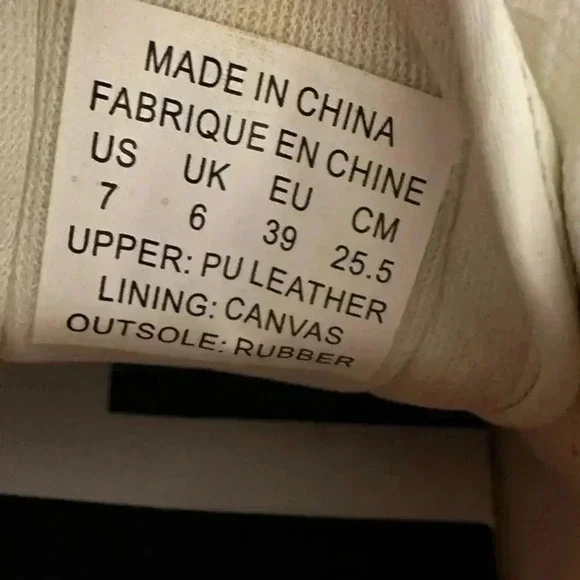 MADE IN CHINA
FABRIQUE EN CHINE
US UK EU CM
7 6 39 25.5
UPPER: PU LEATHER
LINING: CANVAS
OUTSOLE: RUBBER